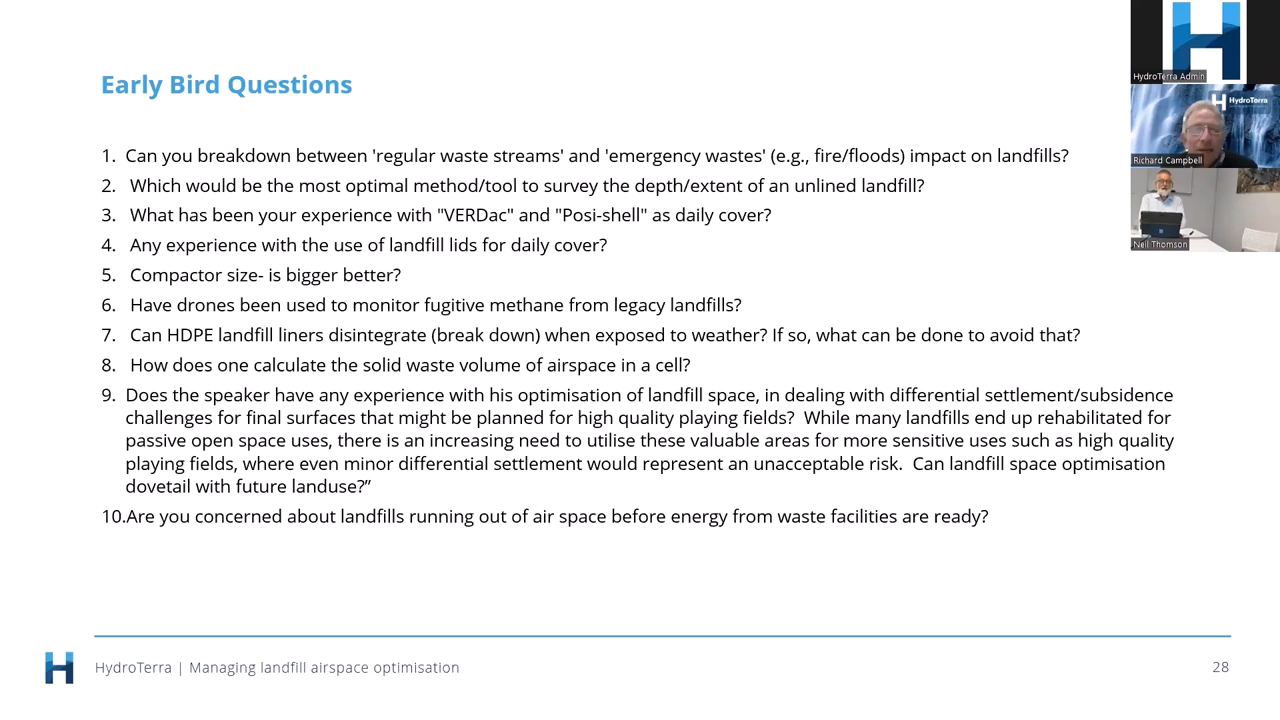 Early Bird Questions
1. Can you breakdown between 'regular waste streams' and 'emergency wastes' (e.g., fire/floods) impact on landfills?
2. Which would be the most optimal method/tool to survey the depth/extent of an unlined landfill?
3. What has been your experience with "VERDac" and "Posi-shell" as daily cover?
4. Any experience with the use of landfill lids for daily cover?
5. Compactor size- is bigger better?
6. Have drones been used to monitor fugitive methane from legacy landfills?
7. Can HDPE landfill liners disintegrate (break down) when exposed to weather? If so, what can be done to avoid that?
8. How does one calculate the solid waste volume of airspace in a cell?
9. Does the speaker have any experience with his optimisation of landfill space, in dealing with differential settlement/subsidence
challenges for final surfaces that might be planned for high quality playing fields?  While many landfills end up rehabilitated for
passive open space uses, there is an increasing need to utilise these valuable areas for more sensitive uses such as high quality
playing fields, where even minor differential settlement would represent an unacceptable risk.  Can landfill space optimisation
dovetail with future landuse?”
10.Are you concerned about landfills running out of air space before energy from waste facilities are ready?
HydroTerra | Managing landfill airspace optimisation
28
HydroTerra Admin
HydroTerra
Richard Campbell
Neil Thomson